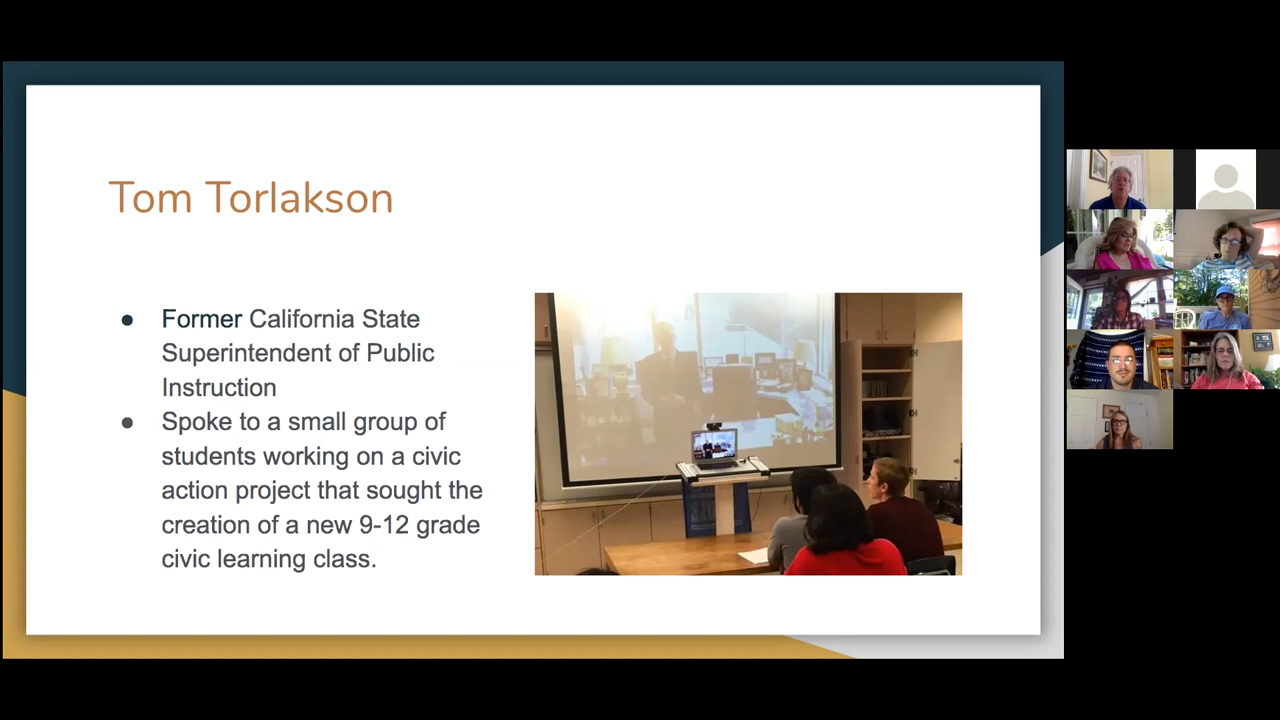 Tom Torlakson
● Former California State
Superintendent of Public
Instruction
● Spoke to a small group of
students working on a civic
action project that sought the
creation of a new 9-12 grade
civic learning class.